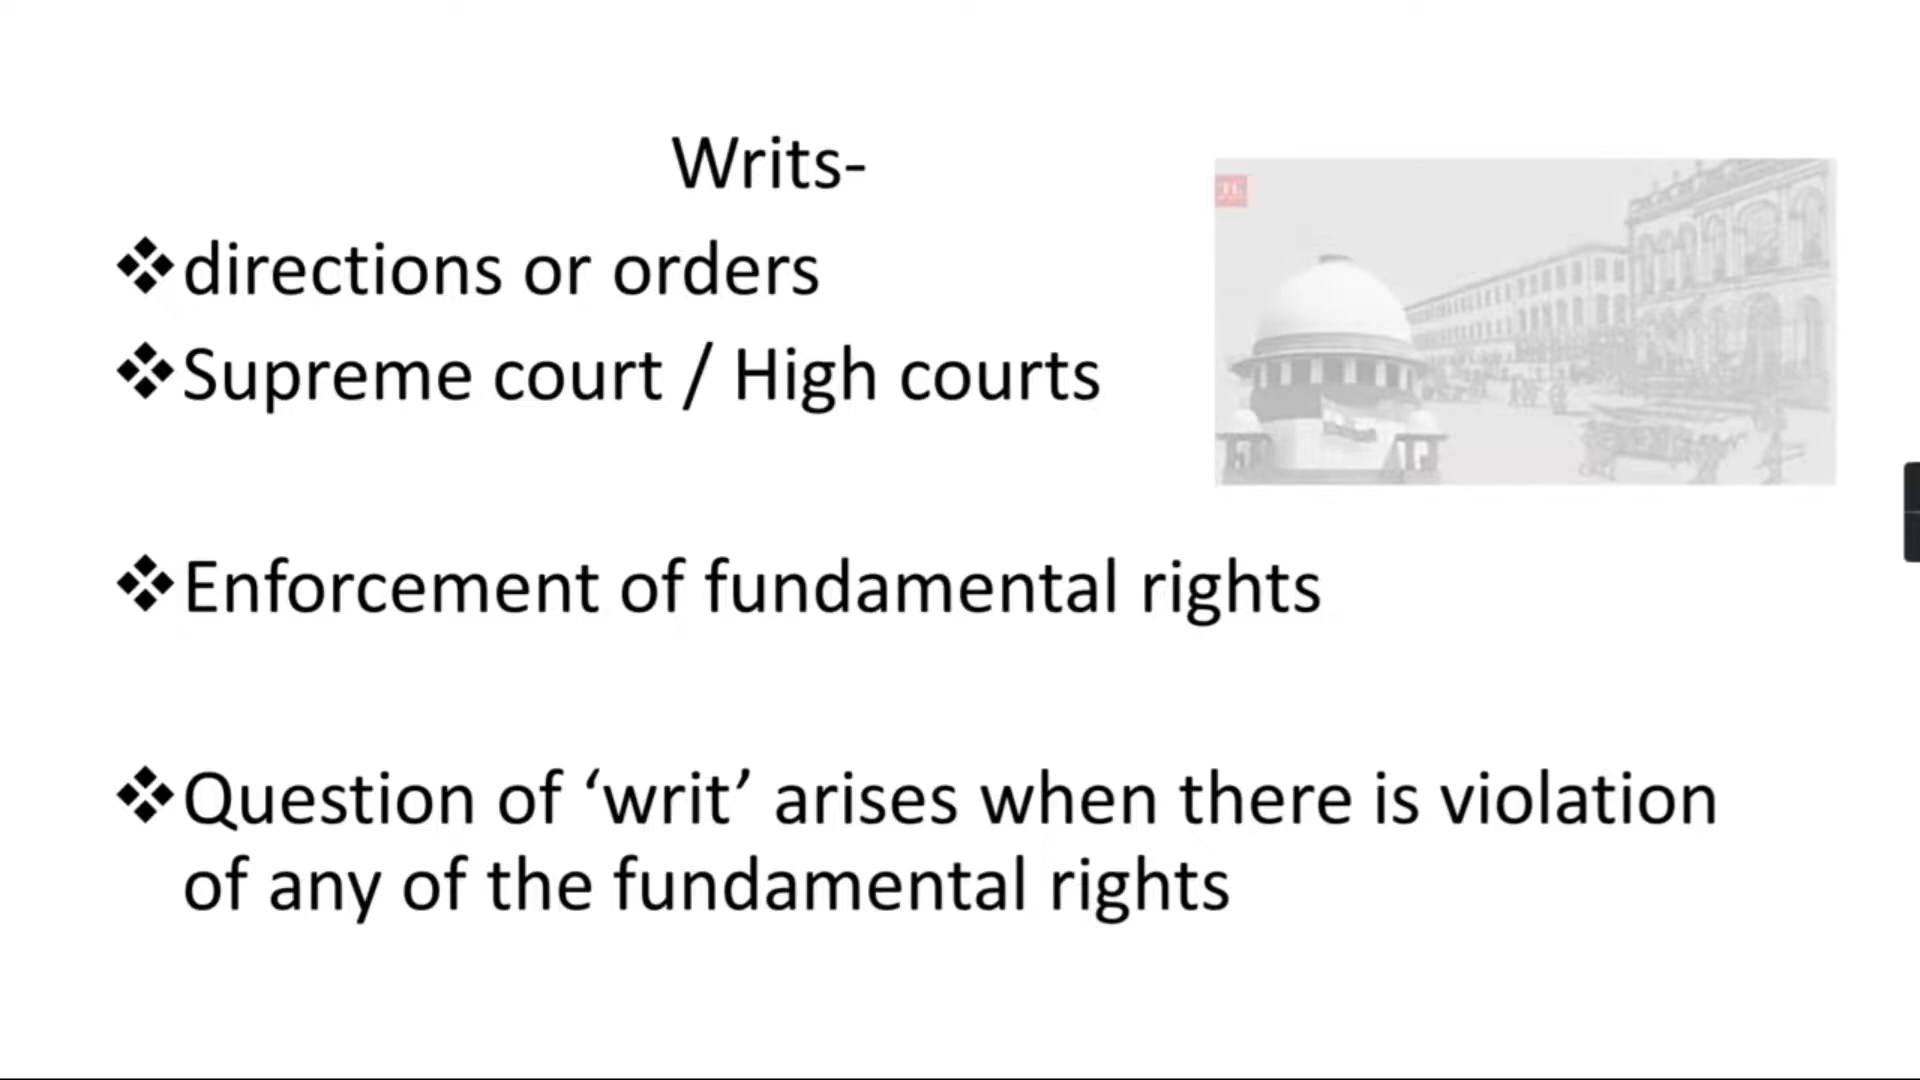 Writs-
❖directions or orders
❖Supreme court / High courts
❖Enforcement of fundamental rights
❖Question of ‘writ’ arises when there is violation
of any of the fundamental rights